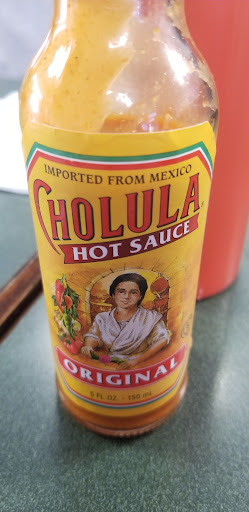 IMPORTED FROM MEXICO
CHOLULA
HOT SAUCE
ORIGINAL
5 FL OZ. - 150 mL